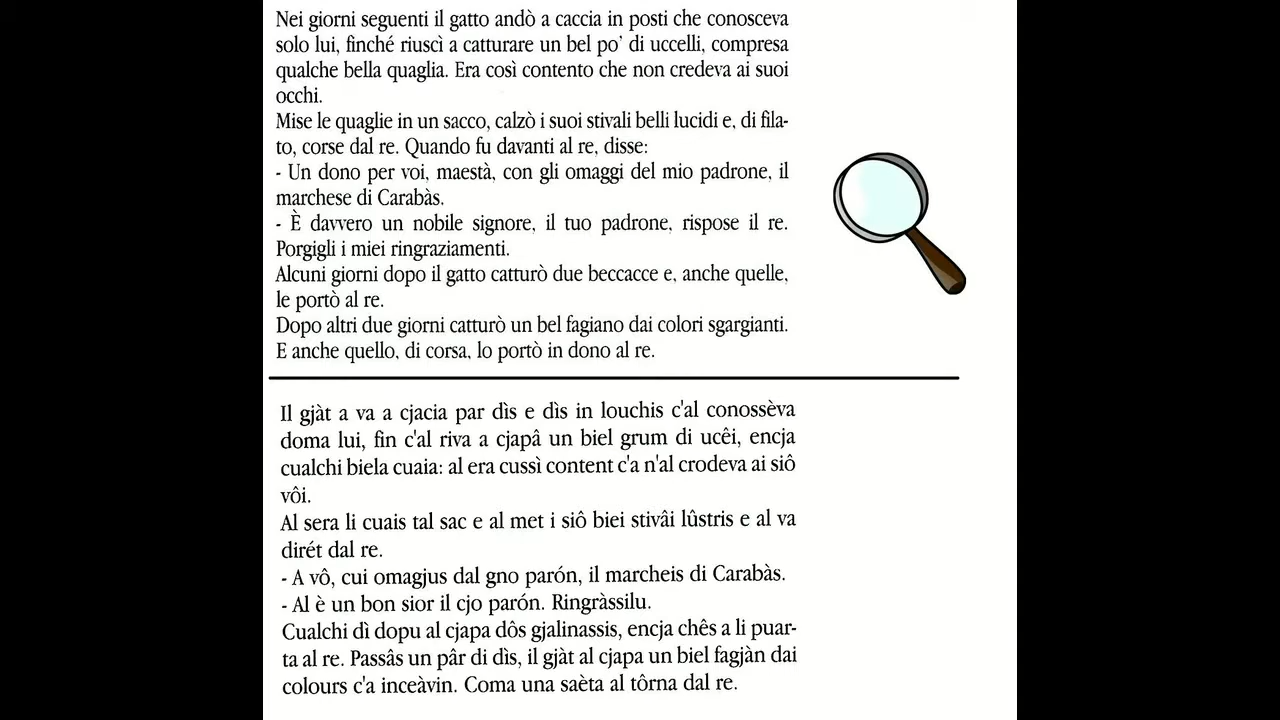 Nei giorni seguenti il gatto andò a caccia in posti che conosceva
solo lui, finché riuscì a catturare un bel po' di uccelli, compresa
qualche bella quaglia. Era così contento che non credeva ai suoi
occhi.
Mise le quaglie in un sacco, calzò i suoi stivali belli lucidi e, di fila-
to, corse dal re. Quando fu davanti al re, disse:
- Un dono per voi, maestà, con gli omaggi del mio padrone, il
marchese di Carabàs.
- È davvero un nobile signore, il tuo padrone, rispose il re.
Porgigli i miei ringraziamenti.
Alcuni giorni dopo il gatto catturò due beccacce e, anche quelle,
le portò al re.
Dopo altri due giorni catturò un bel fagiano dai colori sgargianti.
E anche quello, di corsa, lo portò in dono al re.
Il gjàt a va a cjacia par dìs e dìs in louchis c'al conossèva
doma lui, fin c'al riva a cjapâ un biel grum di ucêi, encja
cualchi biela cuaia: al era cussì content c'a n'al crodeva ai siô
vôi.
Al sera li cuais tal sac e al met i siô biei stivâi lûstris e al va
dirét dal re.
- A vô, cui omagjus dal gno parón, il marcheis di Carabàs.
- Al è un bon sior il cjo parón. Ringràssilu.
Cualchi dì dopu al cjapa dôs gjalinassis, encja chês a li puar-
ta al re. Passâs un pâr di dìs, il gjàt al cjapa un biel fagjàn dai
colours c'a inceàvin. Coma una saèta al tôrna dal re.